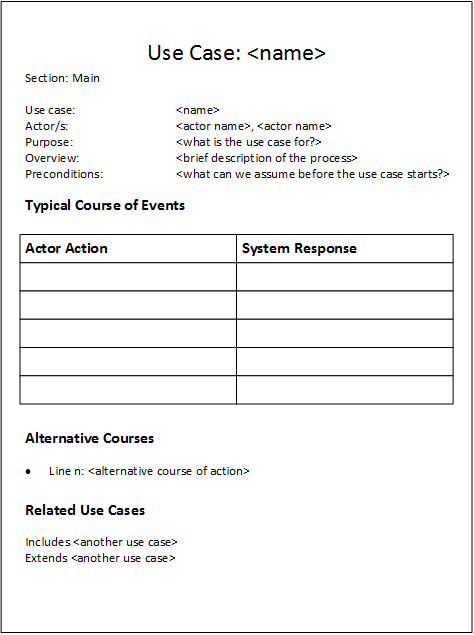 Use Case: <name>
Section: Main
Use case: <name>
Actor/s: <actor name>, <actor name>
Purpose: <what is the use case for?>
Overview: <brief description of the process>
Preconditions: <what can we assume before the use case starts?>
Typical Course of Events
Actor Action System Response
Alternative Courses
• Line n: <alternative course of action>
Related Use Cases
Includes <another use case>
Extends <another use case>